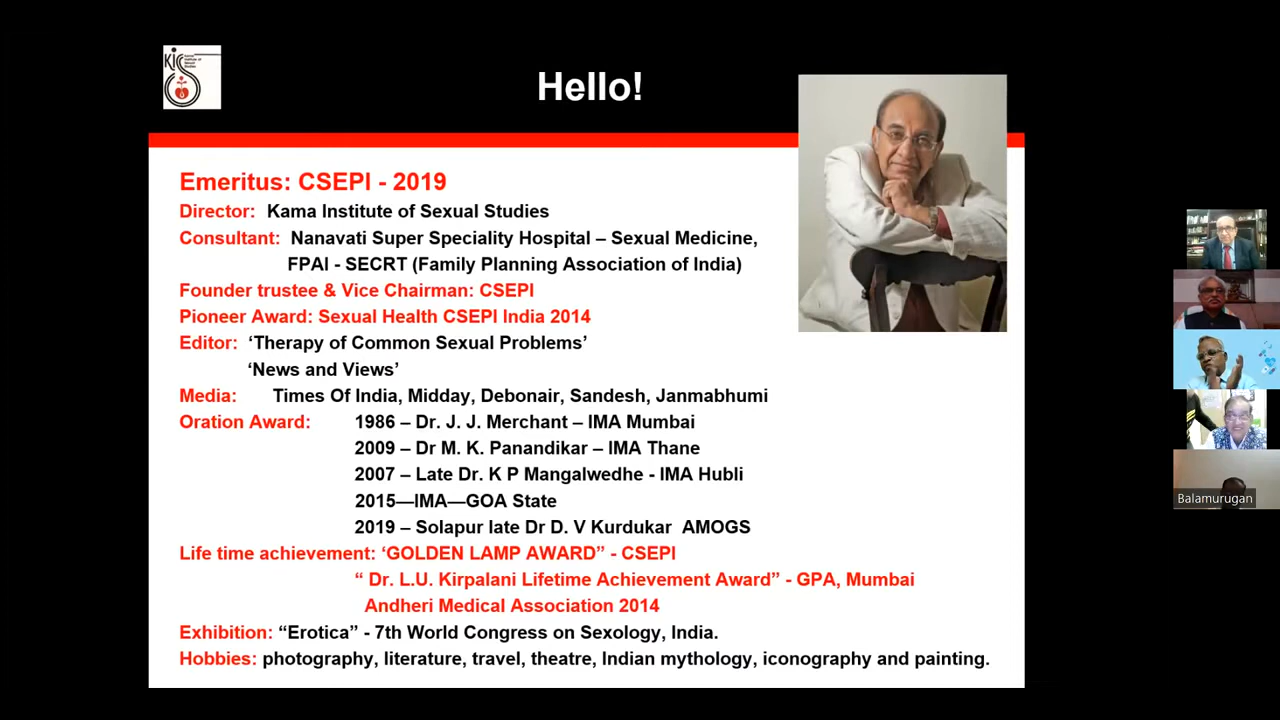 KISS
Hello!
Emeritus: CSEPI - 2019
Director: Kama Institute of Sexual Studies
Consultant: Nanavati Super Speciality Hospital – Sexual Medicine,
FPAI - SECRT (Family Planning Association of India)
Founder trustee & Vice Chairman: CSEPI
Pioneer Award: Sexual Health CSEPI India 2014
Editor: ‘Therapy of Common Sexual Problems’
‘News and Views’
Media: Times Of India, Midday, Debonair, Sandesh, Janmabhumi
Oration Award: 1986 – Dr. J. J. Merchant – IMA Mumbai
2009 – Dr M. K. Panandikar – IMA Thane
2007 – Late Dr. K P Mangalwedhe - IMA Hubli
2015—IMA—GOA State
2019 – Solapur late Dr D. V Kurdukar AMOGS
Life time achievement: ‘GOLDEN LAMP AWARD” - CSEPI
“ Dr. L.U. Kirpalani Lifetime Achievement Award” - GPA, Mumbai
Andheri Medical Association 2014
Exhibition: “Erotica” - 7th World Congress on Sexology, India.
Hobbies: photography, literature, travel, theatre, Indian mythology, iconography and painting.
Balamurugan